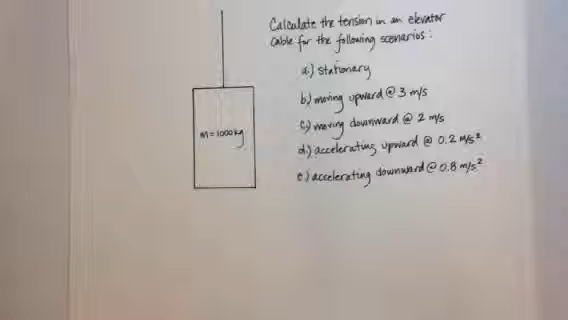 Calculate the tension in an elevator
cable for the following scenarios:
a) stationary
b) moving upward @ 3 m/s
c) moving downward @ 2 m/s
d) accelerating upward @ 0.2 m/s²
e) accelerating downward @ 0.8 m/s²
m = 1000 kg